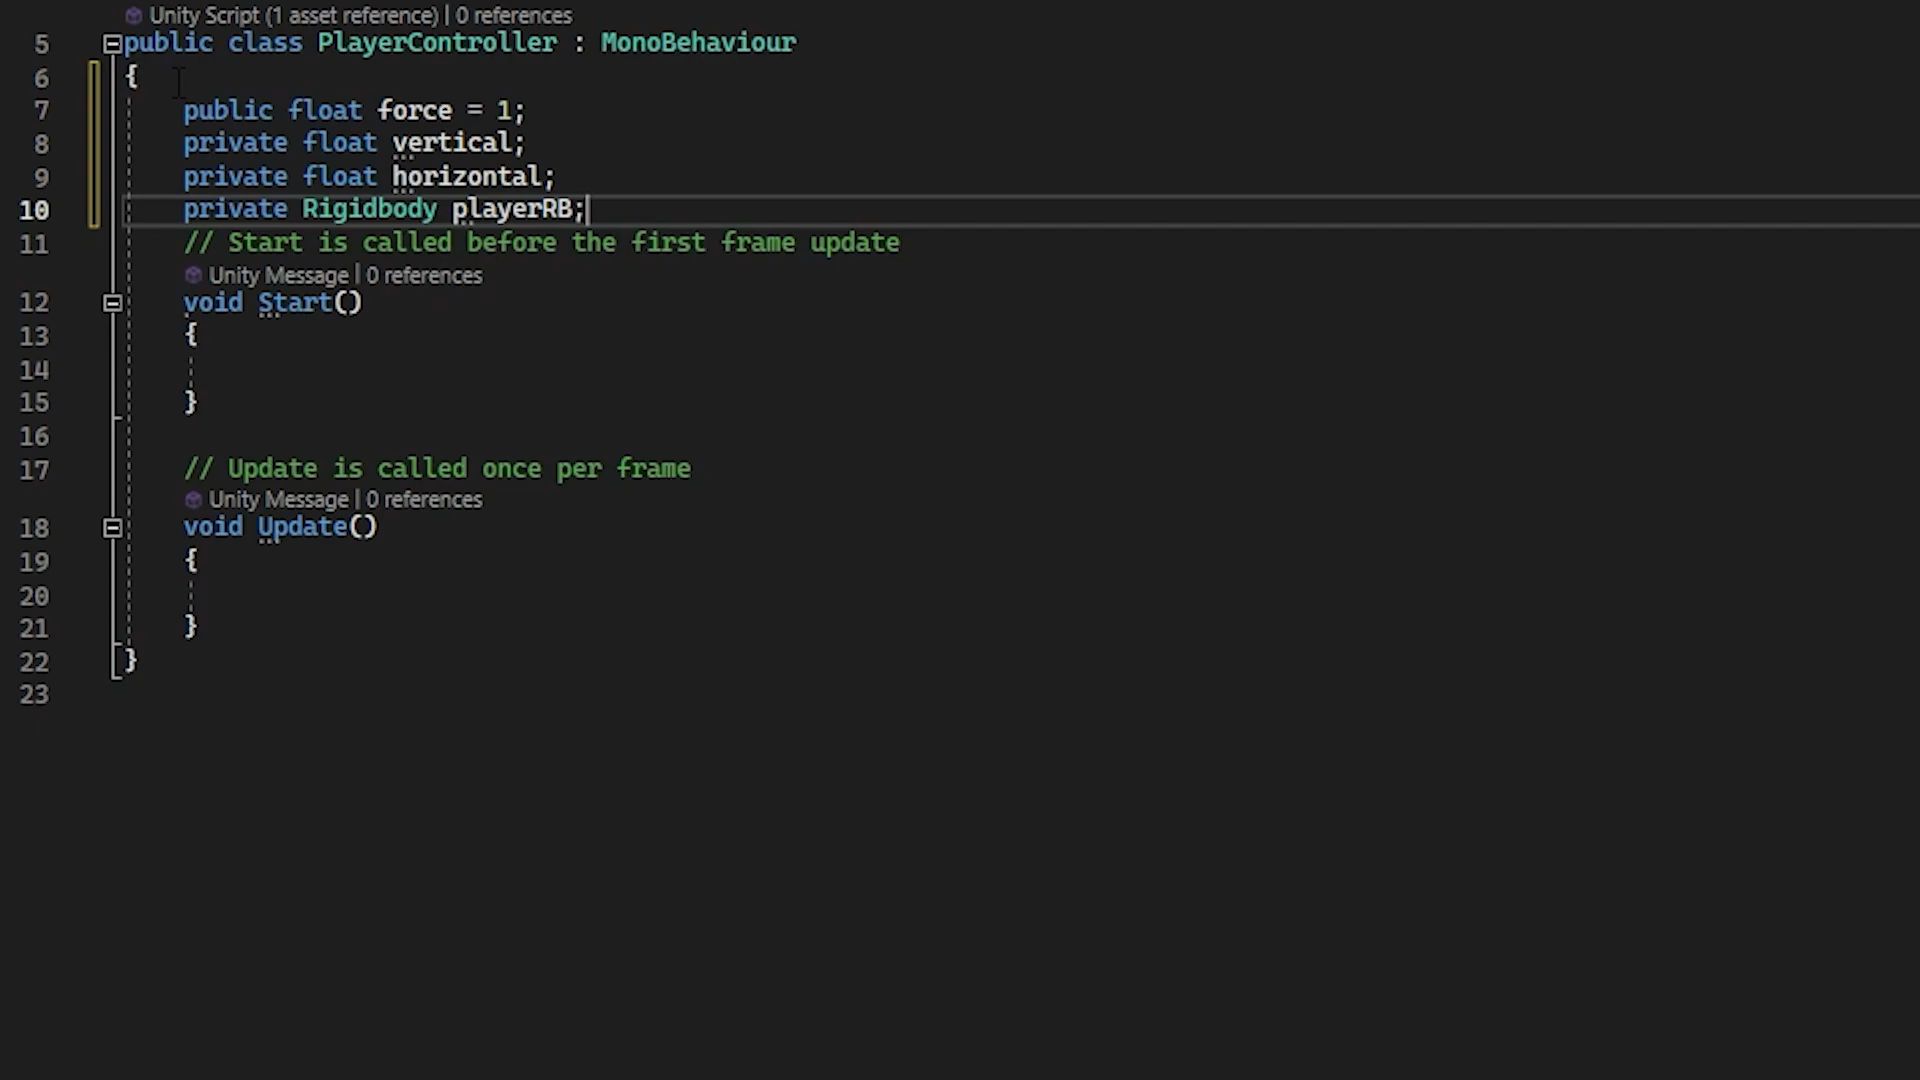 Unity Script (1 asset reference) | 0 references
5 public class PlayerController : MonoBehaviour
6 {
7 public float force = 1;
8 private float vertical;
9 private float horizontal;
10 private Rigidbody playerRB;
11 // Start is called before the first frame update
Unity Message | 0 references
12 void Start()
13 {
14
15 }
16
17 // Update is called once per frame
Unity Message | 0 references
18 void Update()
19 {
20
21 }
22 }
23